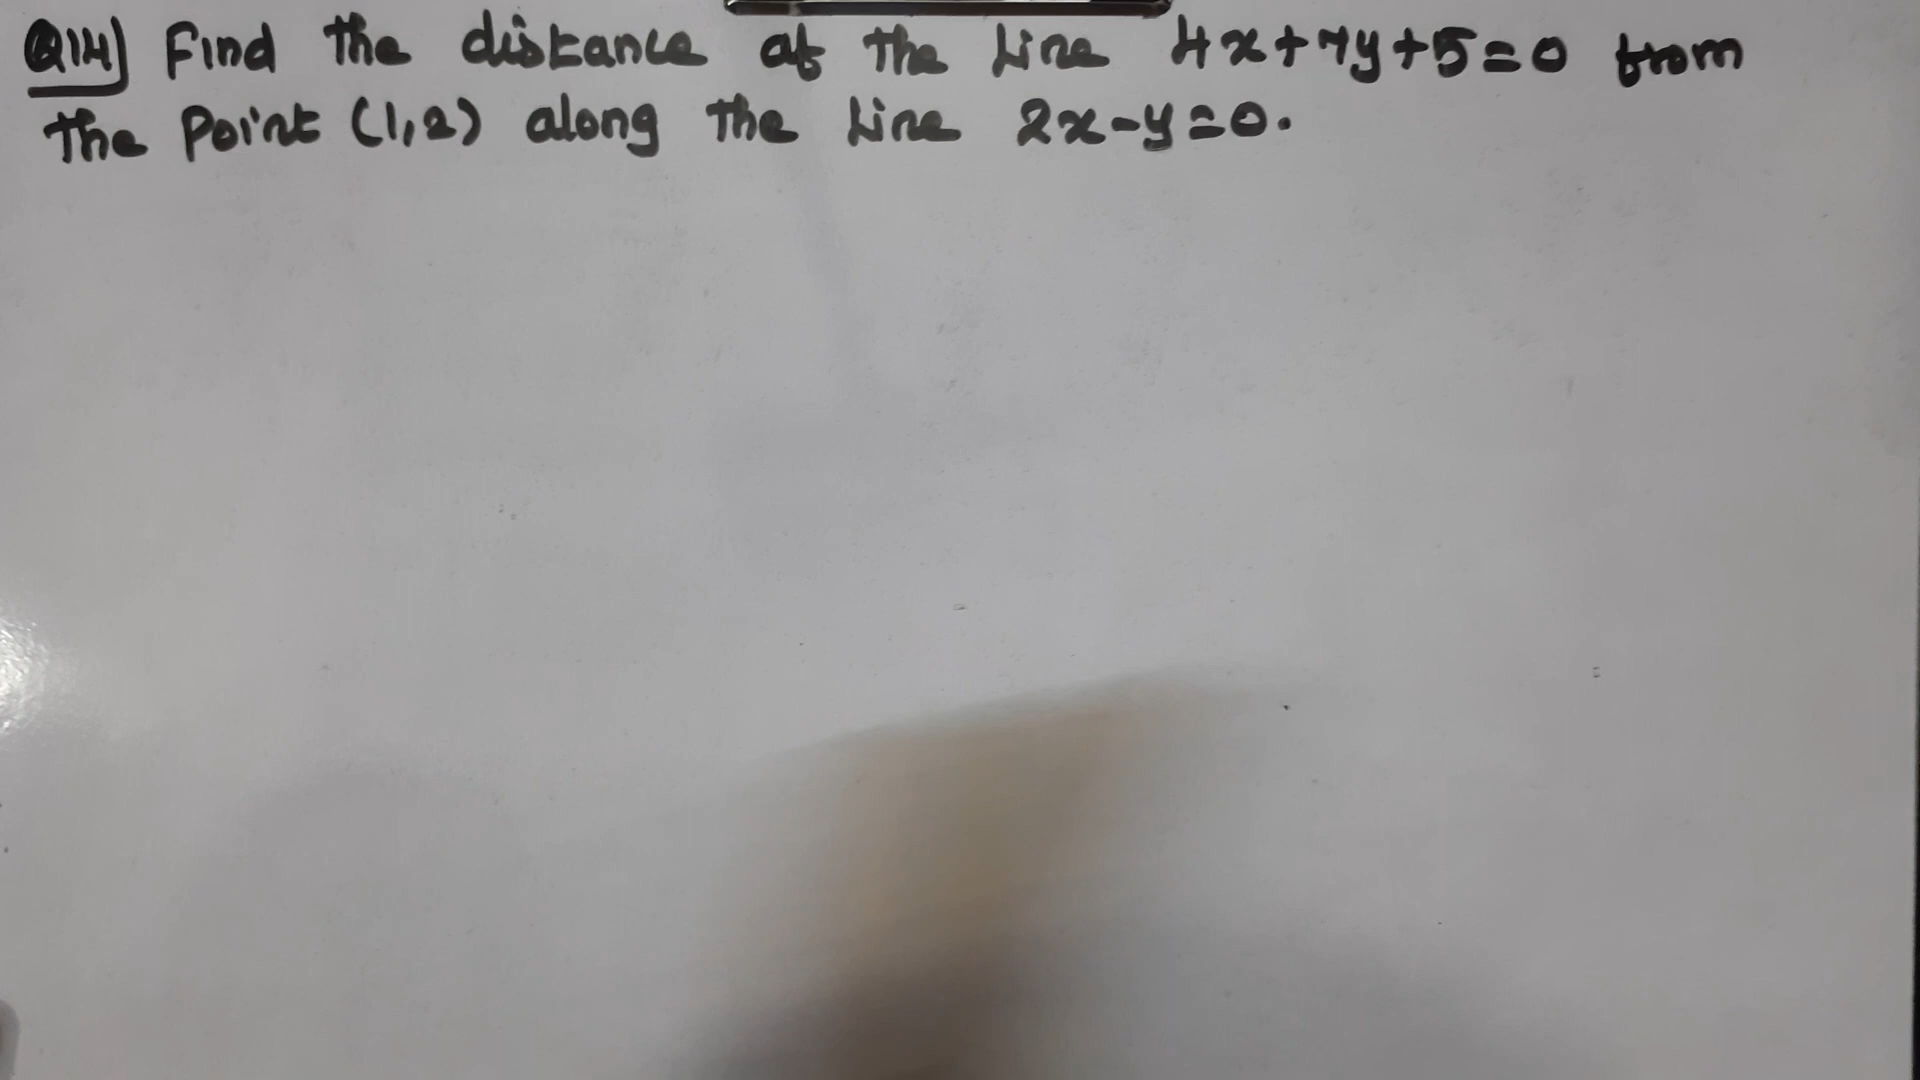 Q14) Find the distance of the line 4x+7y+5=0 from
the point (1,2) along the line 2x-y=0.